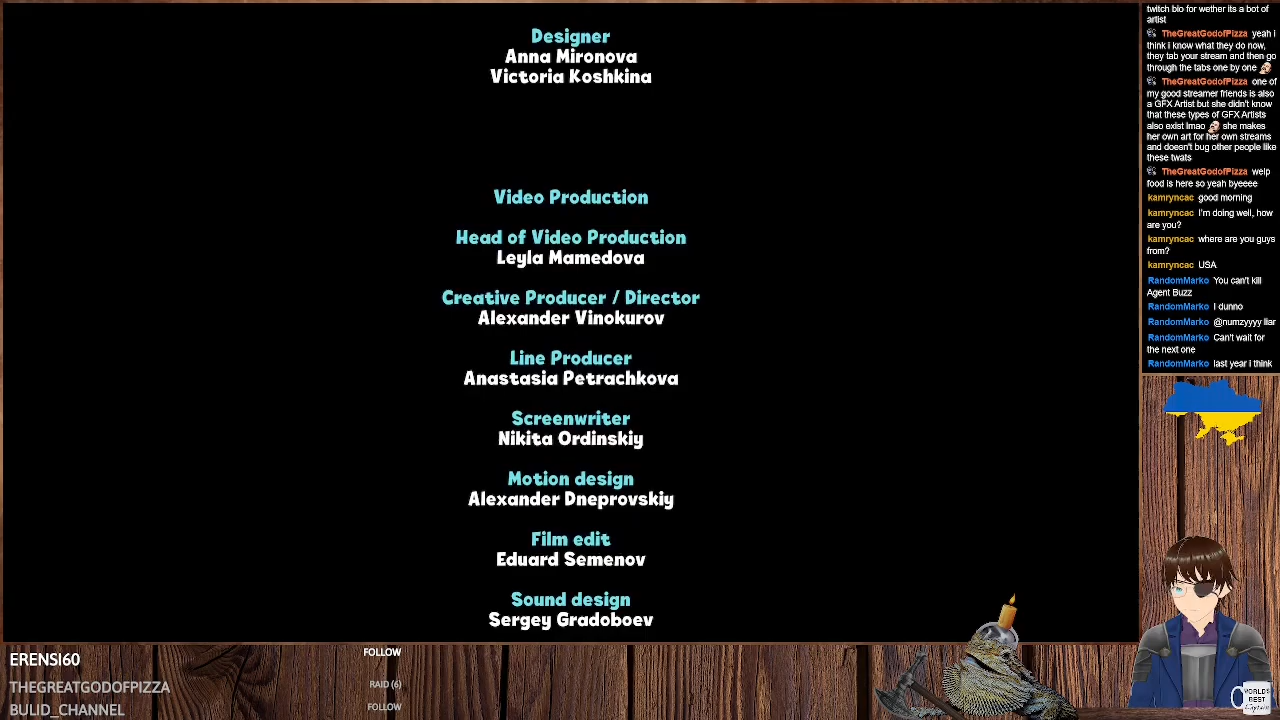 Designer
Anna Mironova
Victoria Koshkina
Video Production
Head of Video Production
Leyla Mamedova
Creative Producer / Director
Alexander Vinokurov
Line Producer
Anastasia Petrachkova
Screenwriter
Nikita Ordinskiy
Motion design
Alexander Dneprovskiy
Film edit
Eduard Semenov
Sound design
Sergey Gradoboev
twitch bio for wether its a bot of
artist
TheGreatGodofPizza yeah i
think i know what they do now,
they tab your stream and then go
through the tabs one by one
TheGreatGodofPizza one of
my good streamer friends is also
a GFX Artist but she didn't know
that these types of GFX Artists
also exist lmao she makes
her own art for her own streams
and doesn't bug other people like
these twats
TheGreatGodofPizza welp
food is here so yeah byeeee
kamryncac good morning
kamryncac I'm doing well, how
are you?
kamryncac where are you guys
from?
kamryncac USA
RandomMarko You can't kill
Agent Buzz
RandomMarko I dunno
RandomMarko @numzyyyy liar
RandomMarko Can't wait for
the next one
RandomMarko last year i think
ERENSI60
FOLLOW
THEGREATGODOFPIZZA
RAID (6)
BULID_CHANNEL
FOLLOW
WORLD'S
BEST
Captain